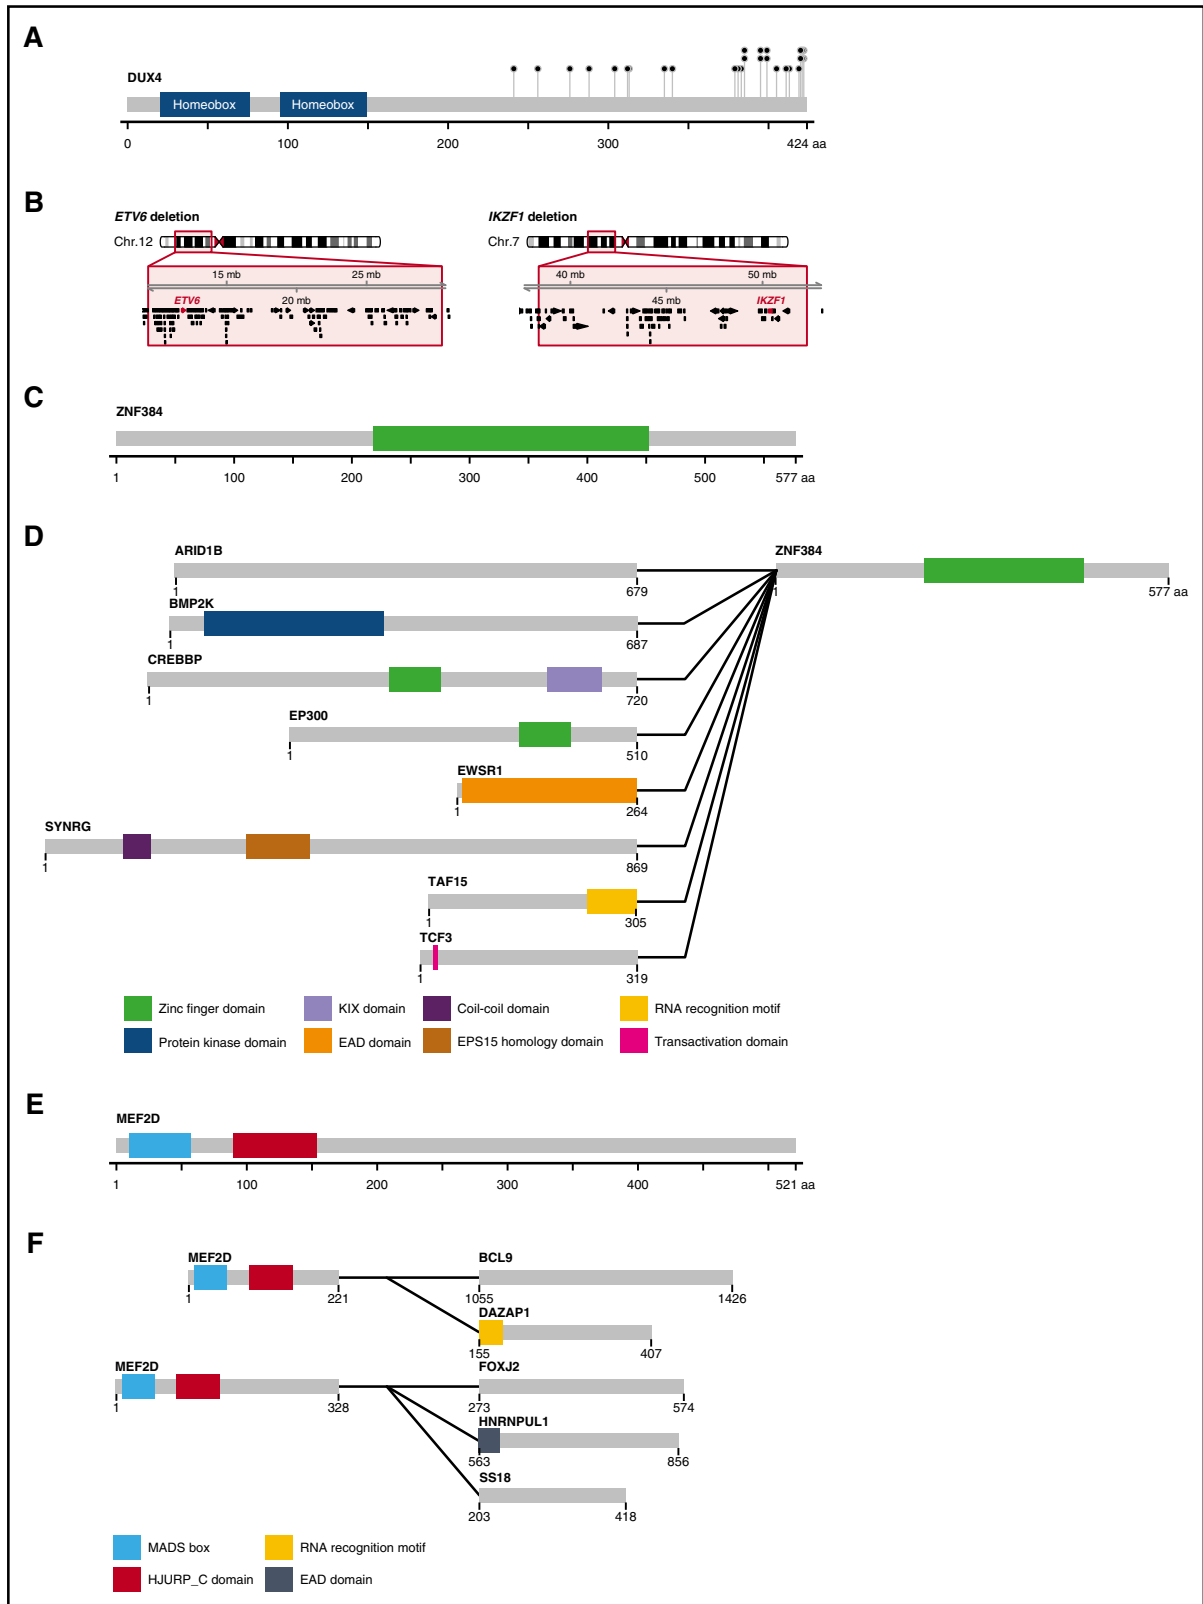 A
DUX4
Homeobox Homeobox
0 100 200 300 424 aa
B
ETV6 deletion IKZF1 deletion
Chr.12 Chr.7
15 mb 25 mb 40 mb 50 mb
ETV6 20 mb 45 mb IKZF1
C
ZNF384
1 100 200 300 400 500 577 aa
D
ARID1B ZNF384
1 679 1 577 aa
BMP2K
1 687
CREBBP
1 720
EP300
1 510
EWSR1
1 264
SYNRG
1 869
TAF15
1 305
TCF3
1 319
Zinc finger domain KIX domain Coil-coil domain RNA recognition motif
Protein kinase domain EAD domain EPS15 homology domain Transactivation domain
E
MEF2D
1 100 200 300 400 521 aa
F
MEF2D BCL9
1 221 1055 1426
DAZAP1
155 407
MEF2D FOXJ2
1 328 273 574
HNRNPUL1
563 856
SS18
203 418
MADS box RNA recognition motif
HJURP_C domain EAD domain